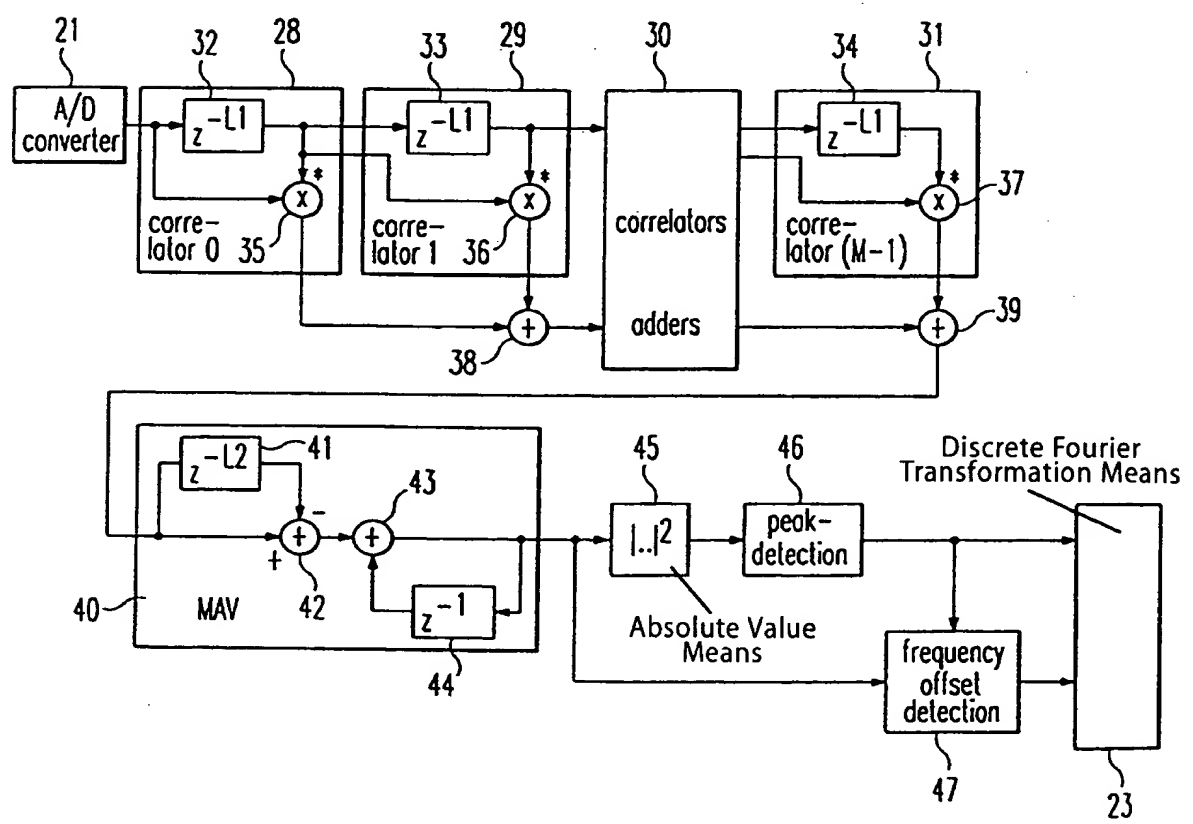 21
32
28
33
29
30
34
31
A/D
converter
z^-L1
z^-L1
z^-L1
*
*
*
x
x
x
37
corre-
lator 0
35
corre-
lator 1
36
correlators
corre-
lator (M-1)
adders
+
+
38
39
z^-L2
41
43
45
46
Discrete Fourier
Transformation Means
-
+
+
+
|..|^2
peak-
detection
40
MAV
42
z^-1
44
Absolute Value
Means
frequency
offset
detection
47
23